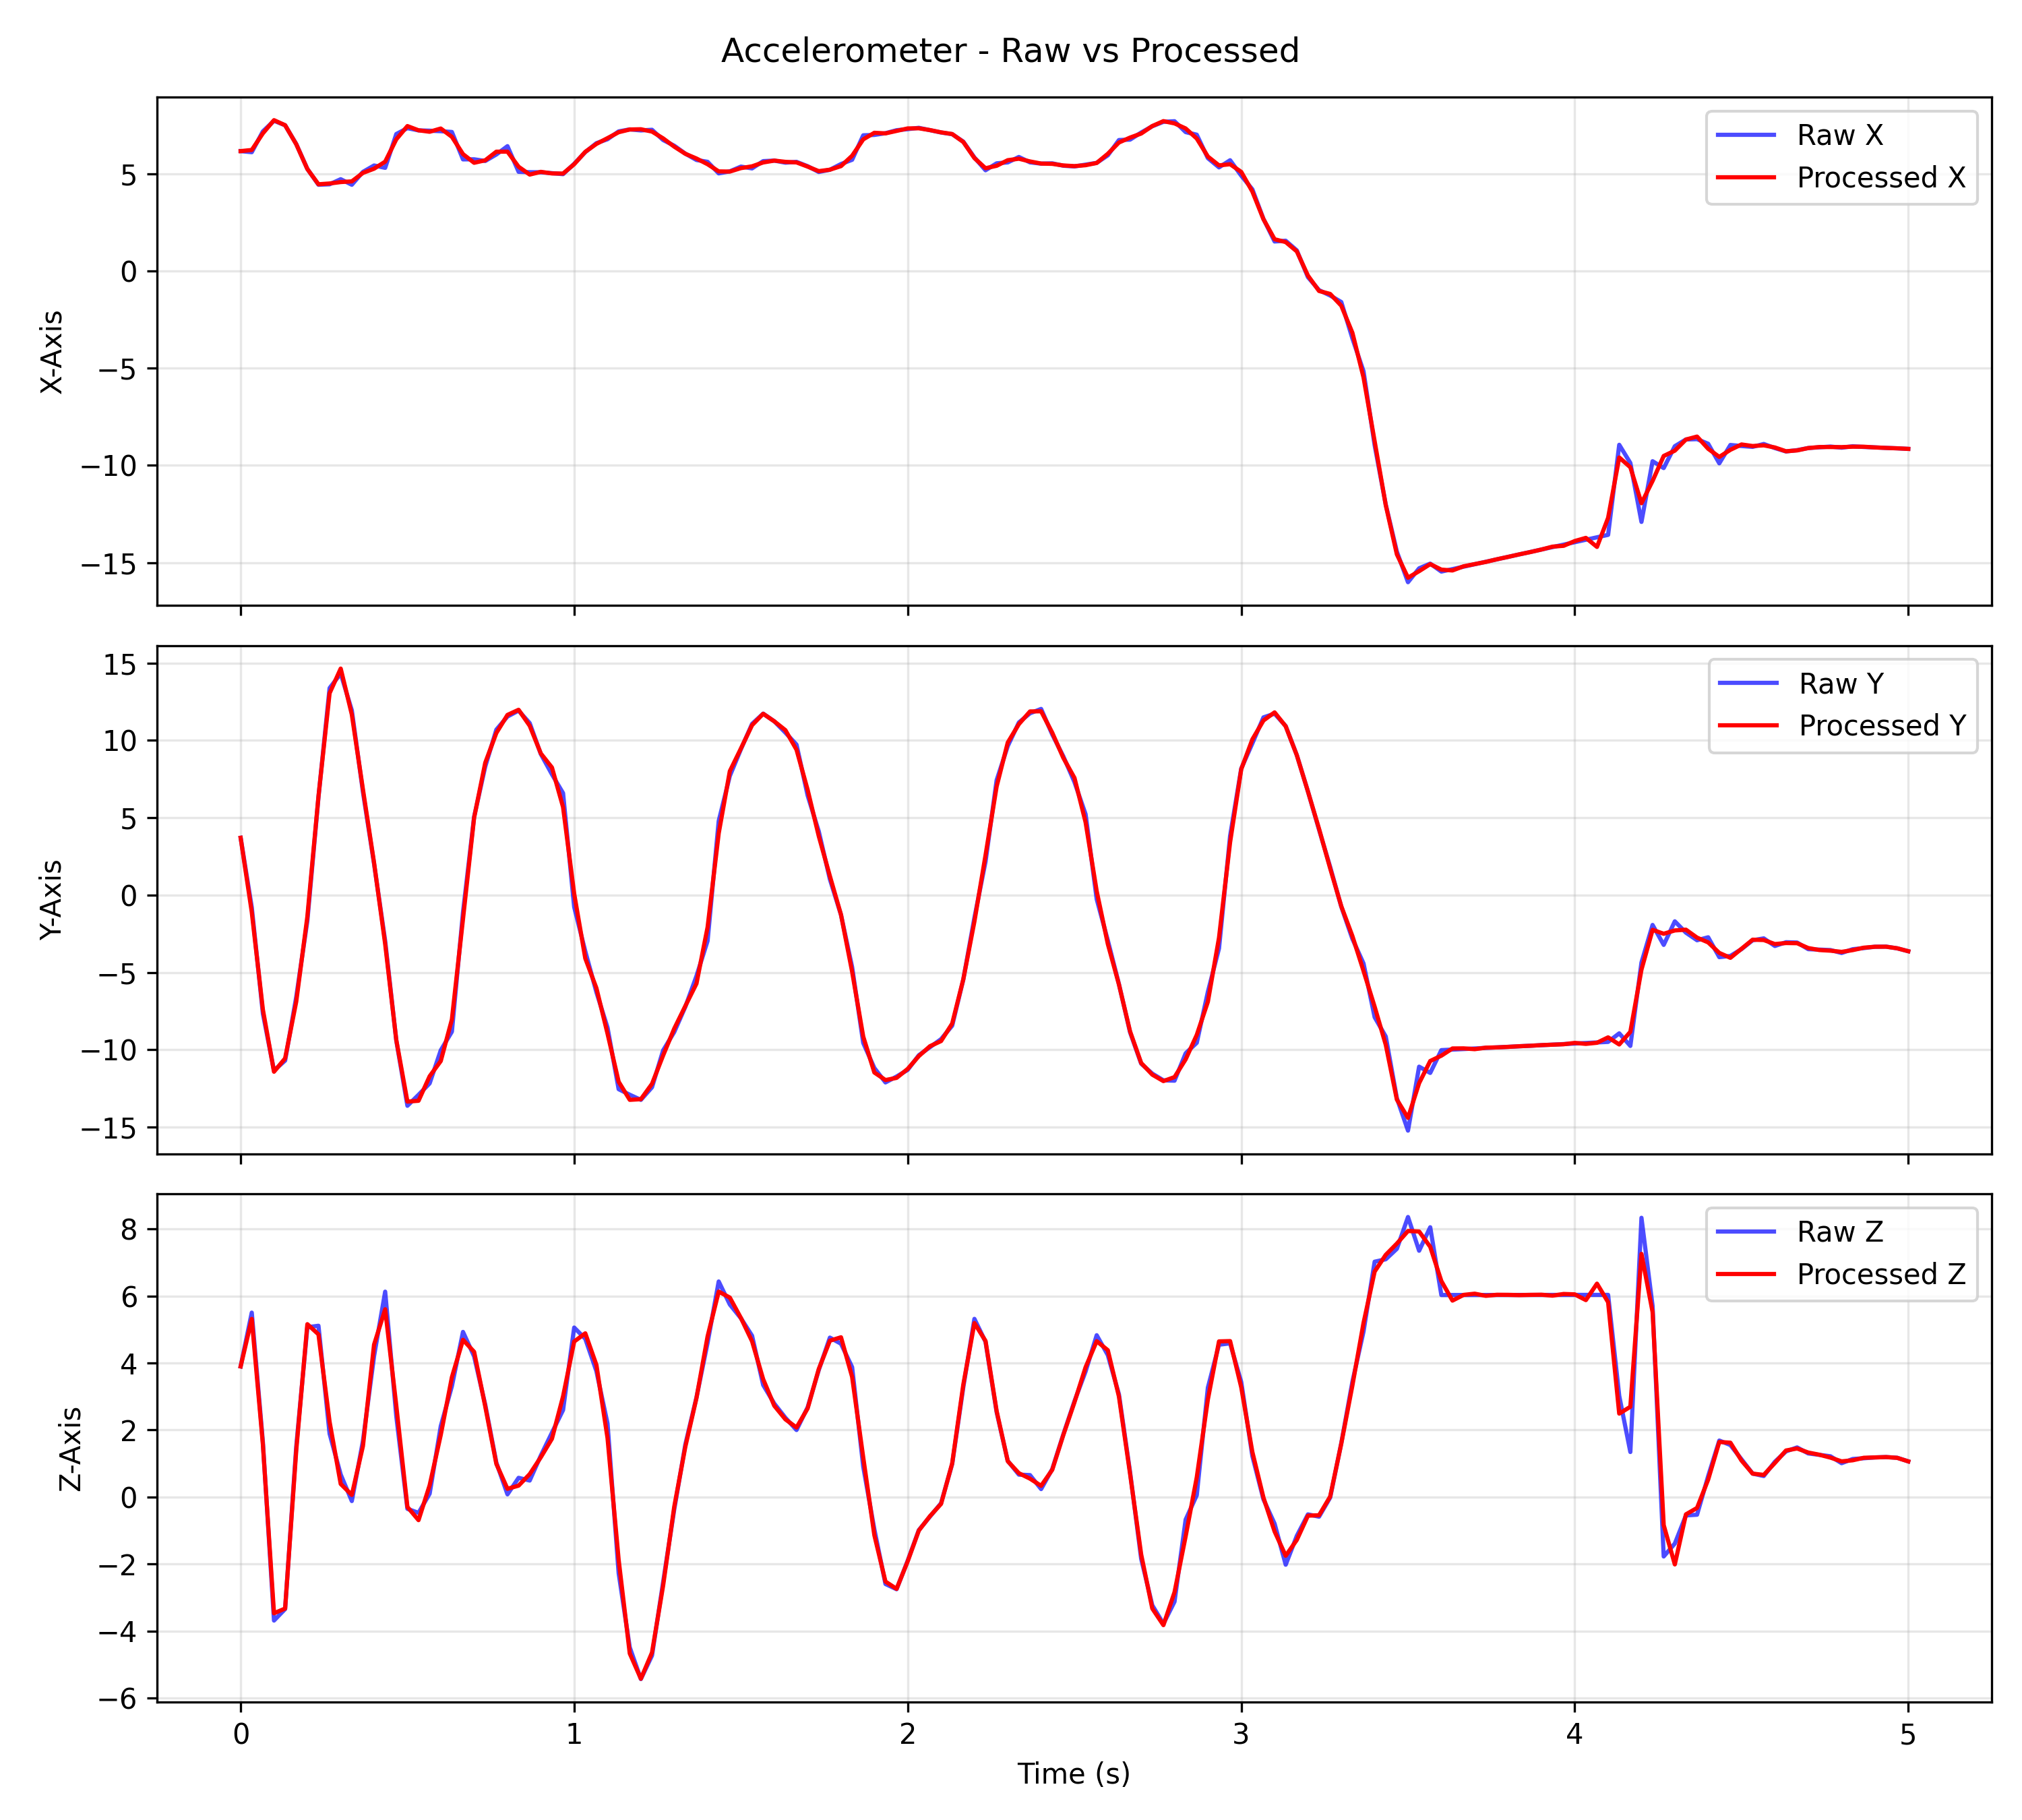 Accelerometer - Raw vs Processed
Raw X
Processed X
5
0
−5
−10
−15
X-Axis
Raw Y
Processed Y
15
10
5
0
−5
−10
−15
Y-Axis
Raw Z
Processed Z
8
6
4
2
0
−2
−4
−6
Z-Axis
0 1 2 3 4 5
Time (s)